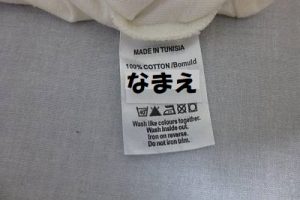 MADE IN TUNISIA
100% COTTON/Bomuld
なまえ
Wash like colours together.
Wash inside out.
Iron on reverse.
Do not iron trim.